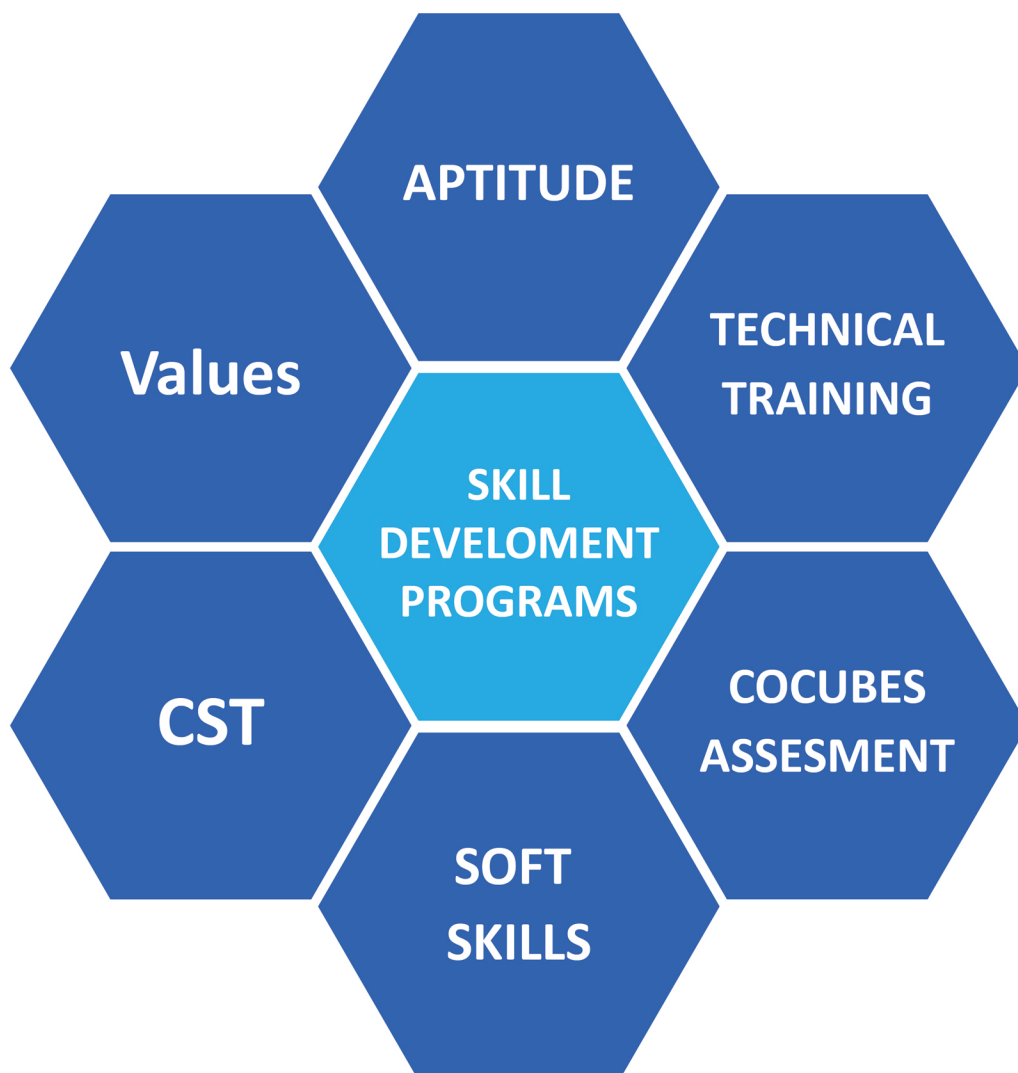 APTITUDE
TECHNICAL
TRAINING
Values
SKILL
DEVELOMENT
PROGRAMS
COCUBES
ASSESMENT
CST
SOFT
SKILLS